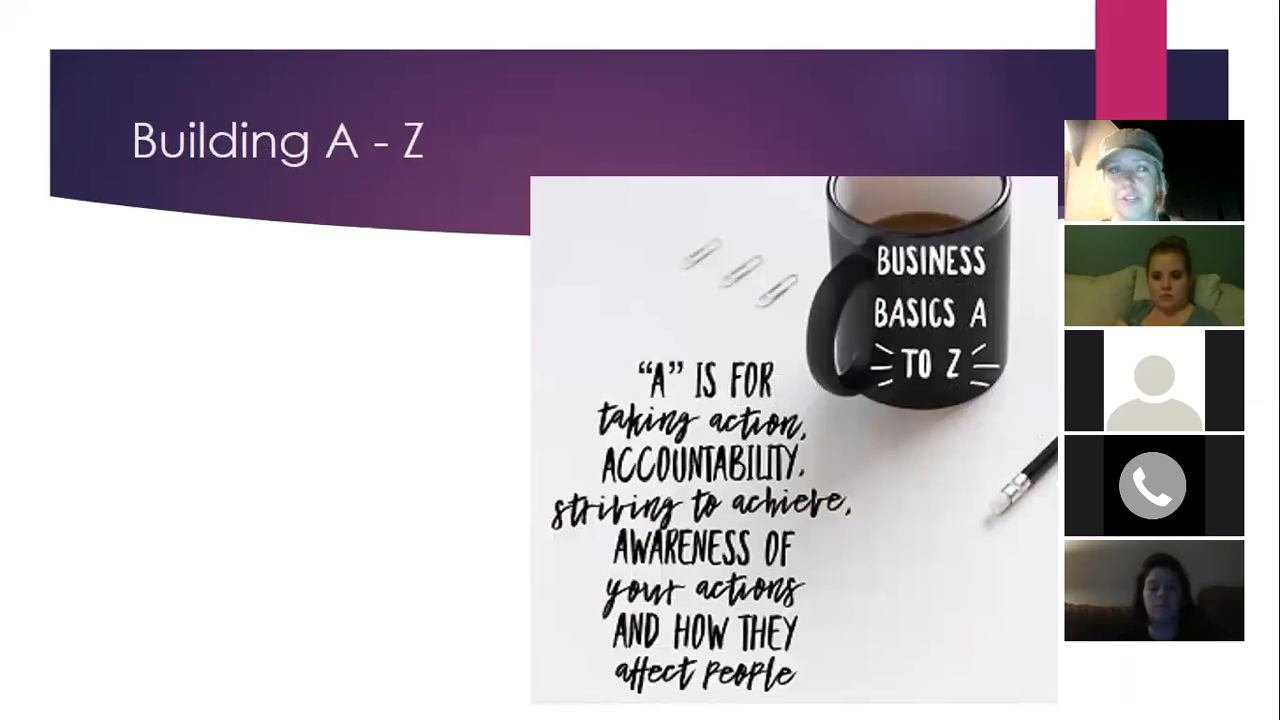 Building A - Z
BUSINESS
BASICS A
TO Z
“A” IS FOR
taking action,
ACCOUNTABILITY,
striving to achieve,
AWARENESS OF
your actions
AND HOW THEY
affect people